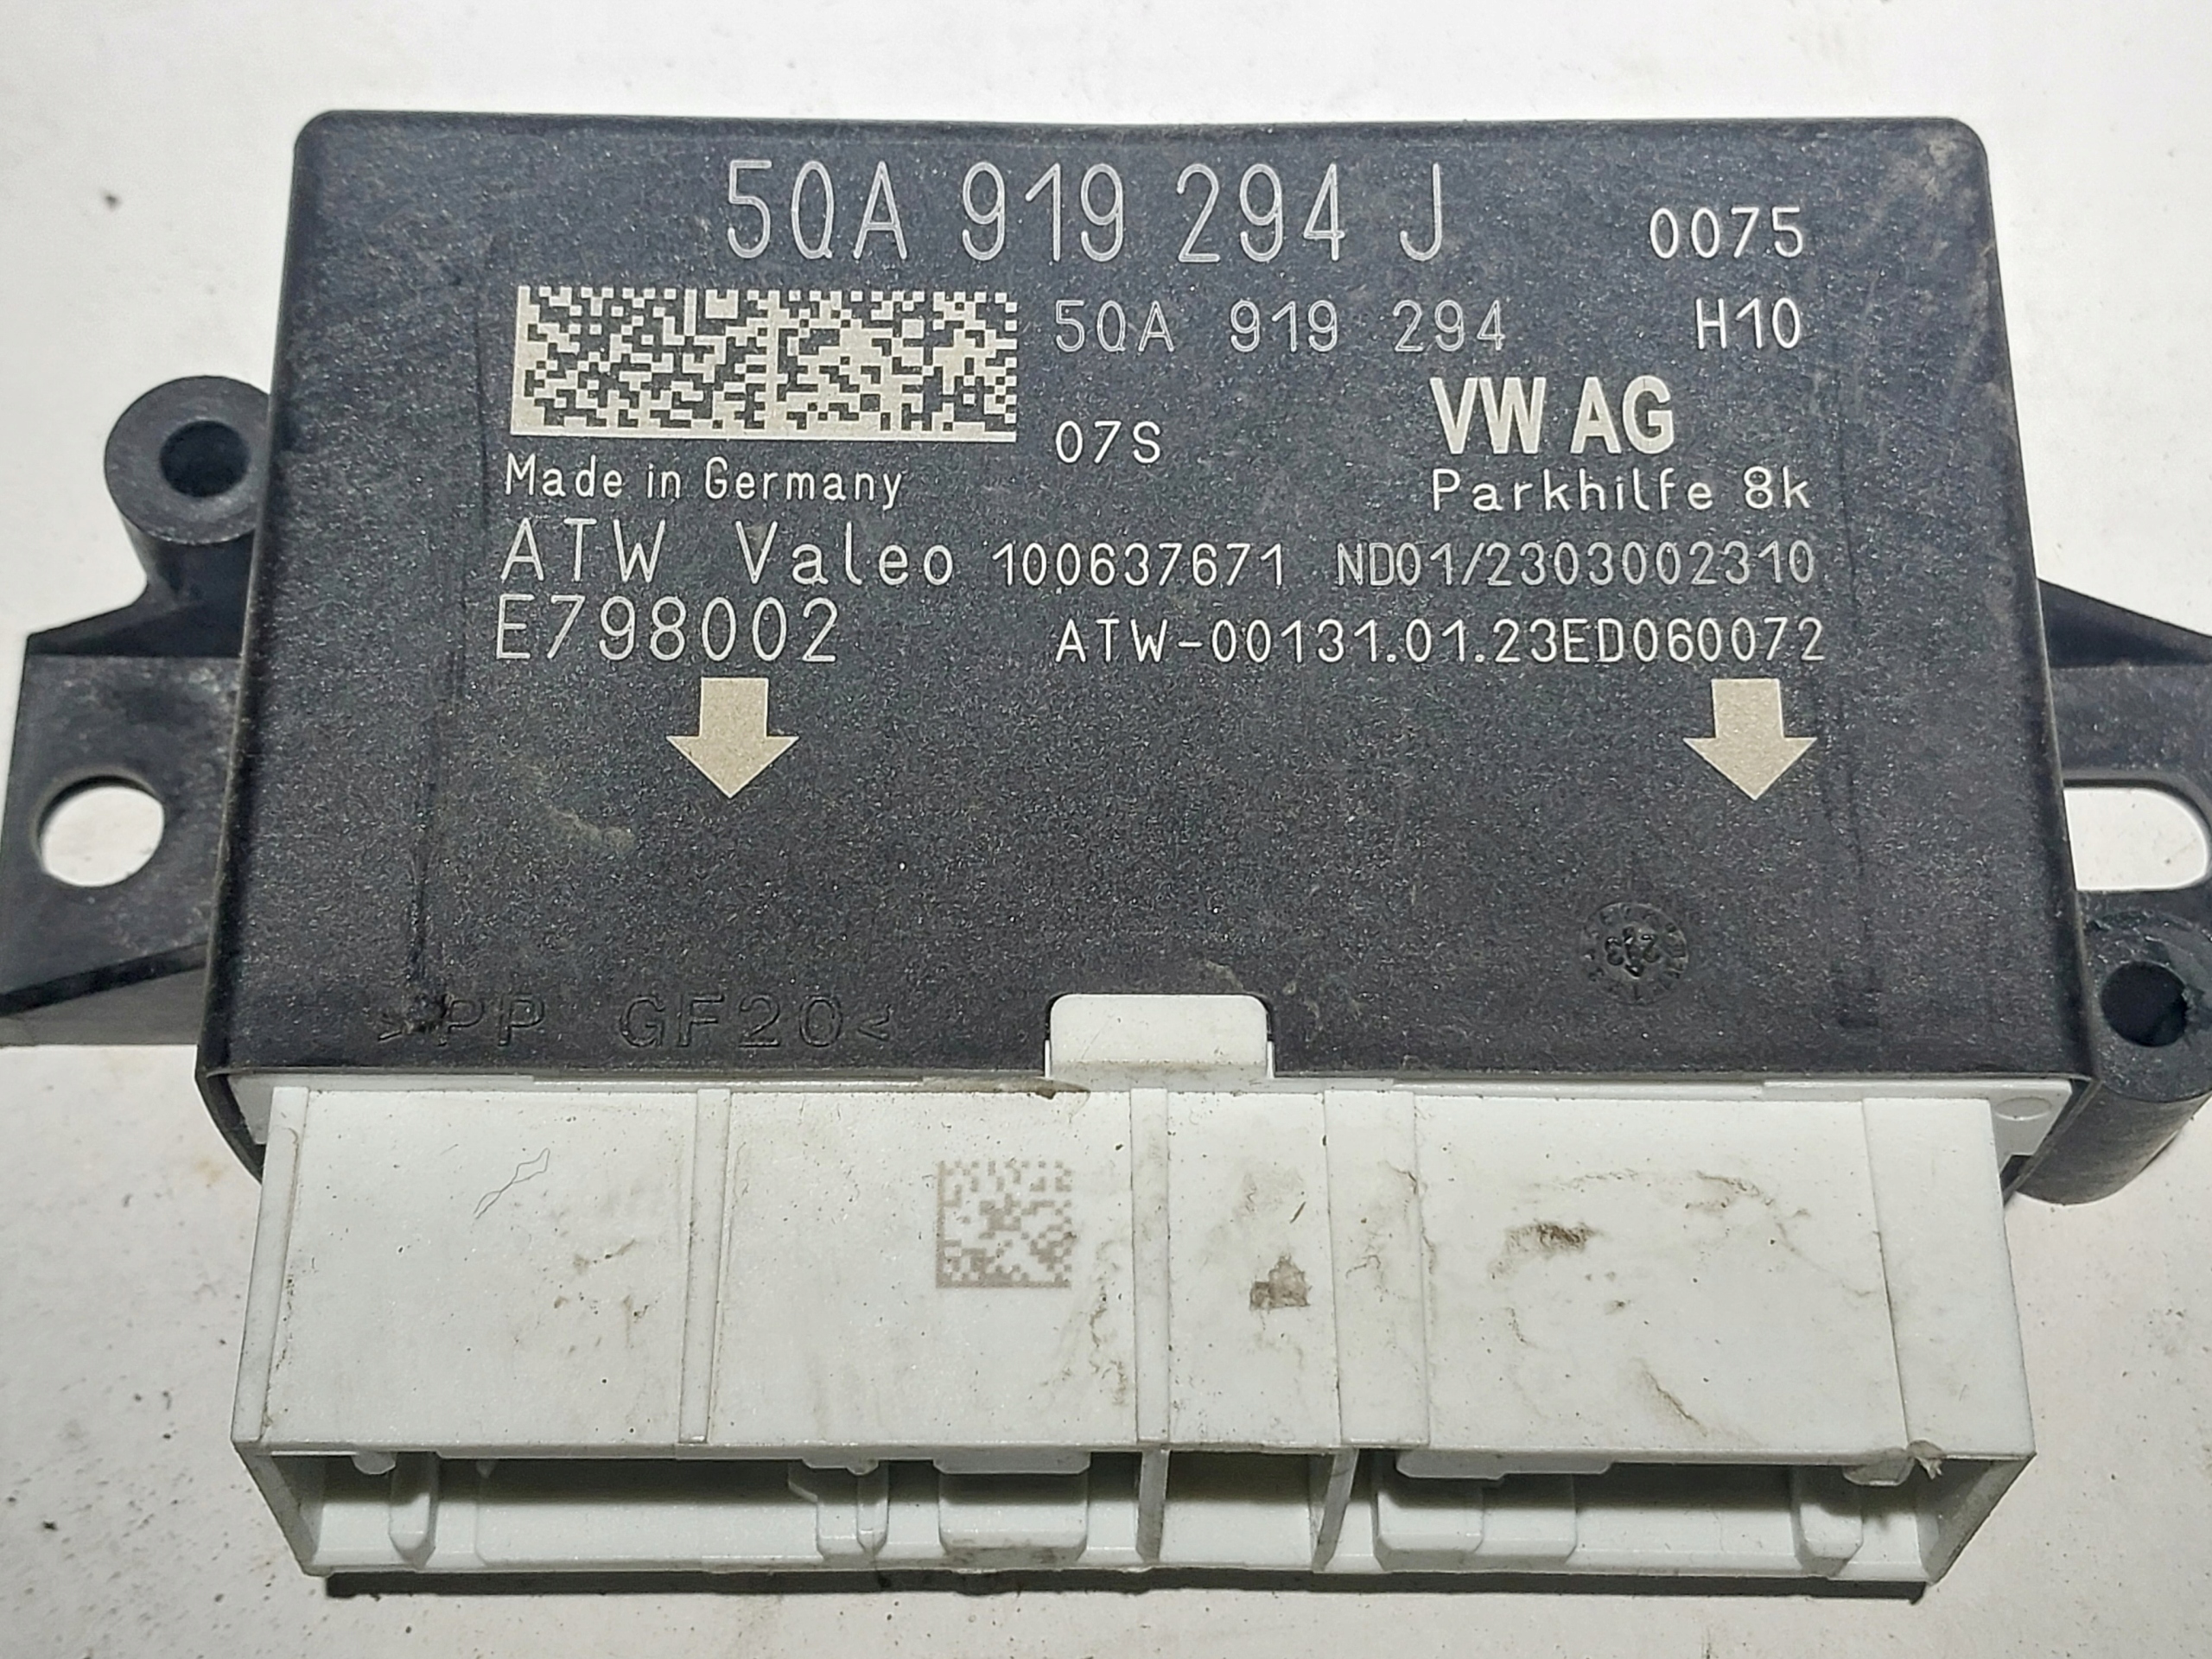 5QA 919 294 J
0075
5QA 919 294
H10
07S
VW AG
Made in Germany
Parkhilfe 8k
ATW Valeo 100637671 ND01/2303002310
E798002
ATW-00131.01.23ED060072
>PP GF20<